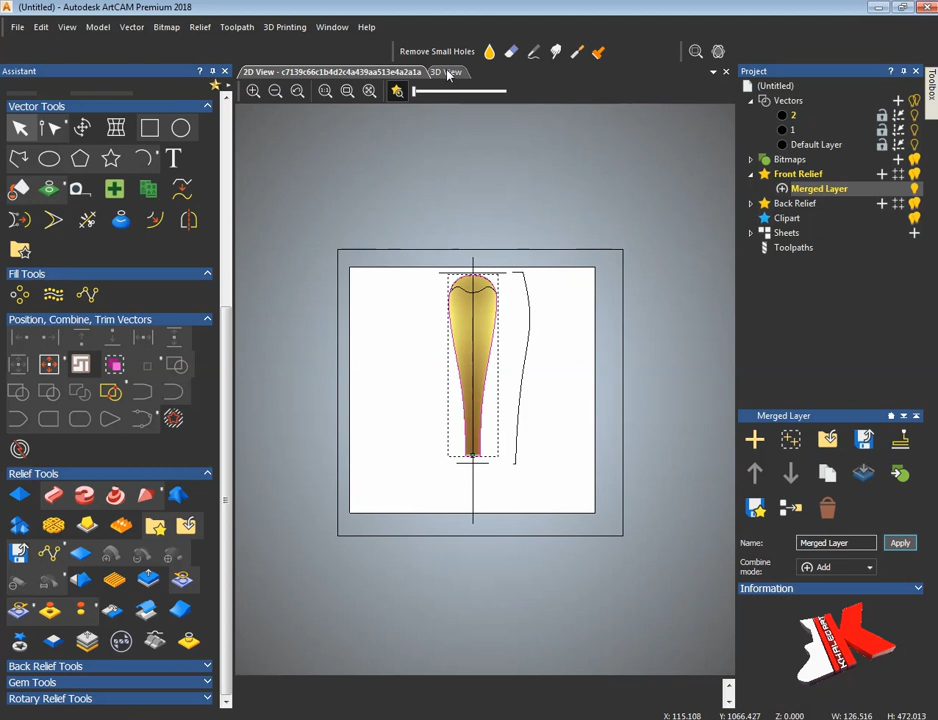 (Untitled) - Autodesk ArtCAM Premium 2018
File Edit View Model Vector Bitmap Relief Toolpath 3D Printing Window Help
Remove Small Holes
Assistant
2D View - c7139c66c1b4d2c4a439aa513e4a2a1a
3D View
Project
Toolbox
(Untitled)
Vectors
2
1
Default Layer
Bitmaps
Front Relief
Merged Layer
Back Relief
Clipart
Sheets
Toolpaths
Vector Tools
Fill Tools
Position, Combine, Trim Vectors
Relief Tools
Back Relief Tools
Gem Tools
Rotary Relief Tools
Merged Layer
Name: Merged Layer Apply
Combine mode: Add
Information
KHALEDART
X: 115.108 Y: 1066.427 Z: 0.000 W: 126.516 H: 472.013